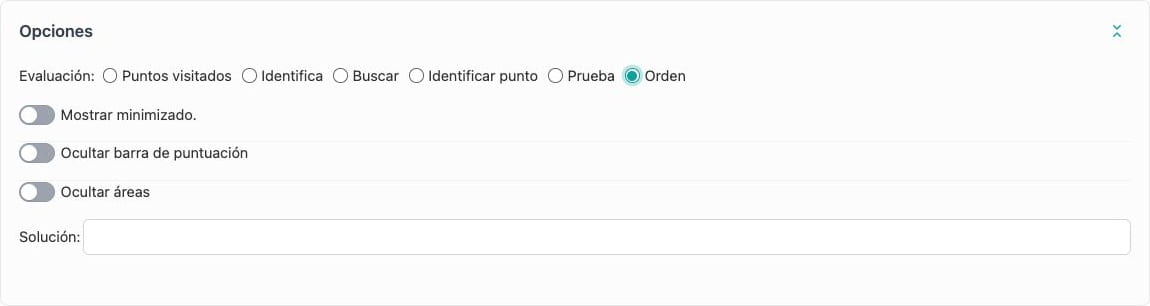 Opciones
Evaluación: Puntos visitados Identifica Buscar Identificar punto Prueba Orden
Mostrar minimizado.
Ocultar barra de puntuación
Ocultar áreas
Solución: